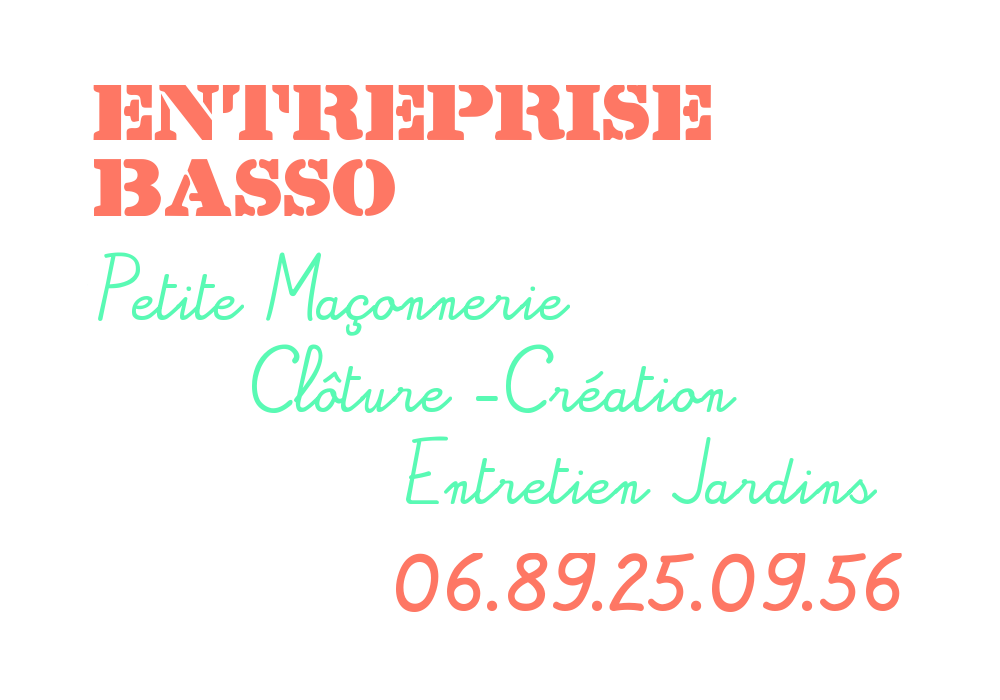 ENTREPRISE
BASSO
Petite Maçonnerie
Clôture -Création
Entretien Jardins
06.89.25.09.56